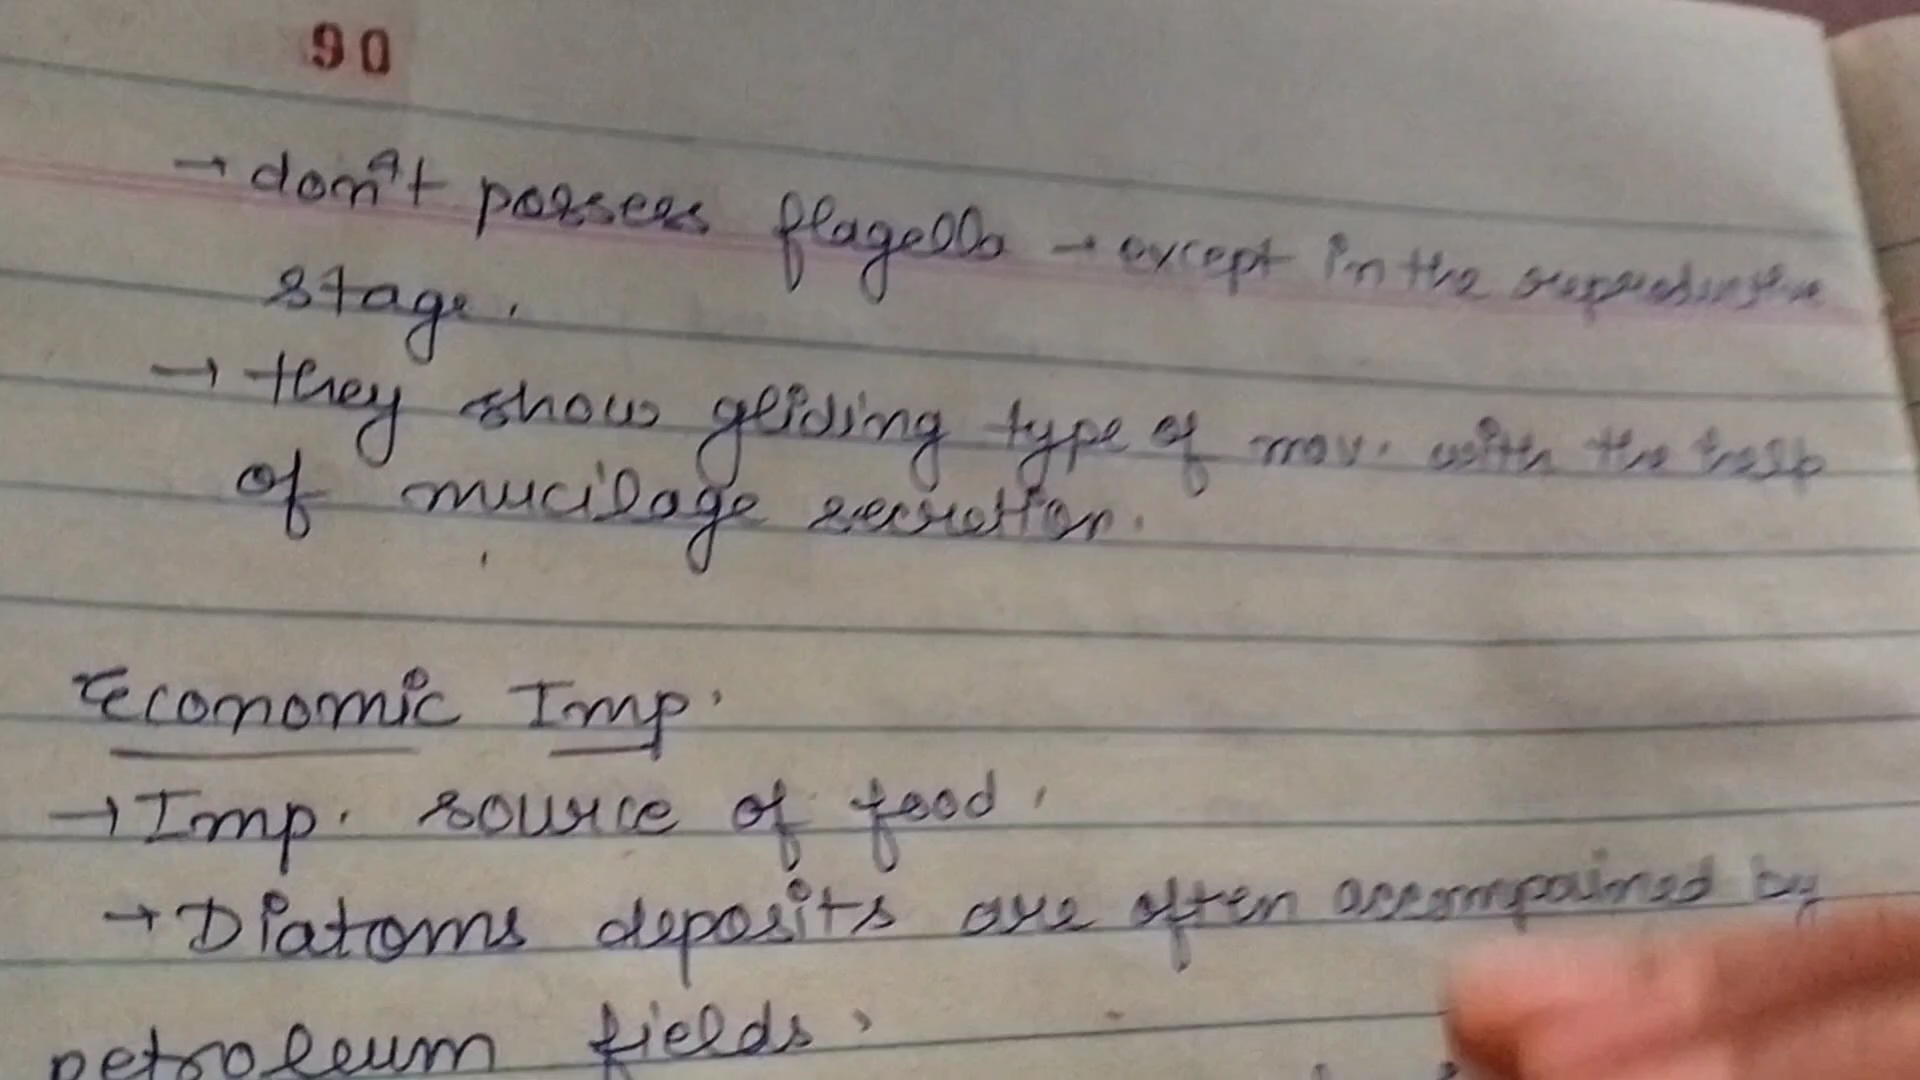 90
→ don't possess flagella → except in the reproductive
stage.
→ they show gliding type of mov. with the help
of mucilage secretion.
Economic Imp.
→ Imp. source of food.
→ Diatoms deposits are often accompained by
petroleum fields.